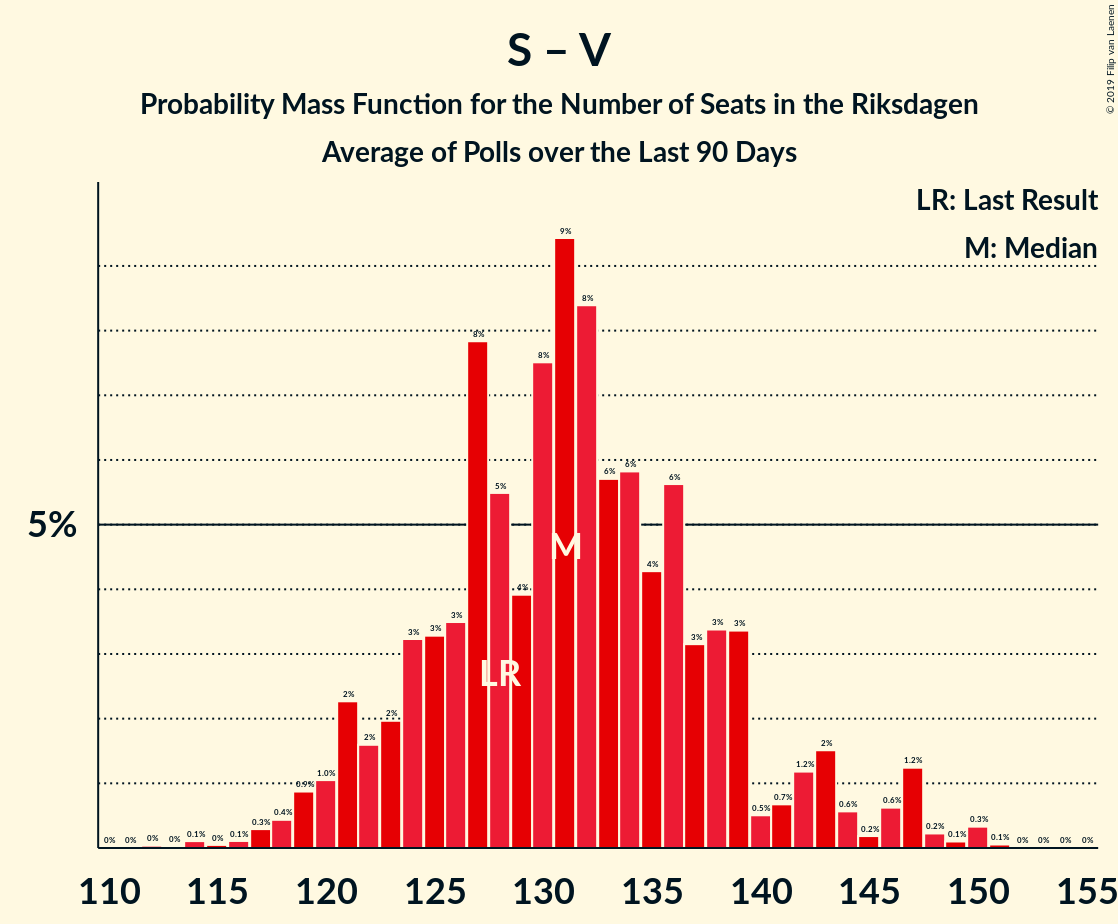 S – V
Probability Mass Function for the Number of Seats in the Riksdagen
Average of Polls over the Last 90 Days
© 2019 Filip van Laenen
LR: Last Result
M: Median
5%
0% 0% 0% 0% 0.1% 0% 0.1% 0.3% 0.4% 0.9% 1.0% 2% 2% 2% 3% 3% 3% 8% 5% 4% 8% 9% 8% 6% 6% 4% 6% 3% 3% 3% 0.5% 0.7% 1.2% 2% 0.6% 0.2% 0.6% 1.2% 0.2% 0.1% 0.3% 0.1% 0% 0% 0% 0%
M
LR
110 115 120 125 130 135 140 145 150 155